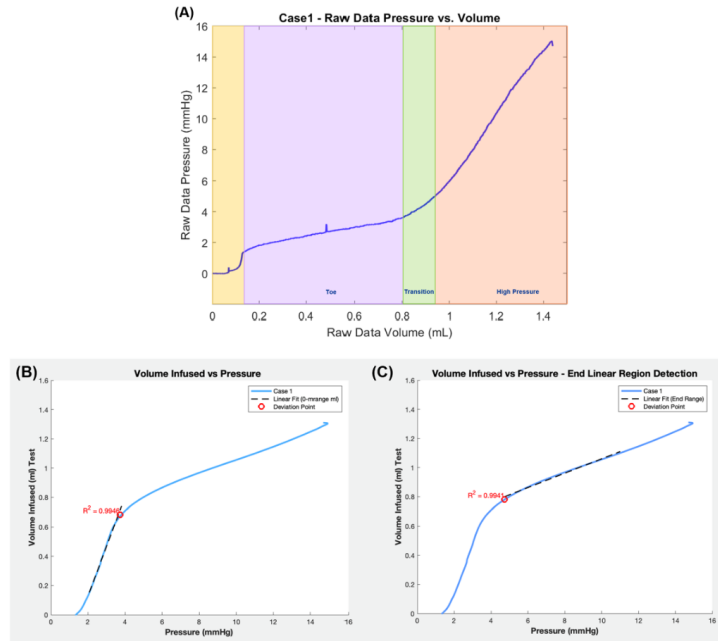 (A)
Case1 - Raw Data Pressure vs. Volume
Raw Data Pressure (mmHg)
16
14
12
10
8
6
4
2
0
-2
Toe
Transition
High Pressure
0
0.2
0.4
0.6
0.8
1
1.2
1.4
Raw Data Volume (mL)
(B)
Volume Infused vs Pressure
Volume Infused (ml) Test
1.6
1.4
1.2
1
0.8
0.6
0.4
0.2
0
Case 1
Linear Fit (0-mrange ml)
Deviation Point
R² = 0.9946
0
2
4
6
8
10
12
14
16
Pressure (mmHg)
(C)
Volume Infused vs Pressure - End Linear Region Detection
Volume Infused (ml) Test
1.6
1.4
1.2
1
0.8
0.6
0.4
0.2
0
Case 1
Linear Fit (End Range)
Deviation Point
R² = 0.9941
0
2
4
6
8
10
12
14
16
Pressure (mmHg)